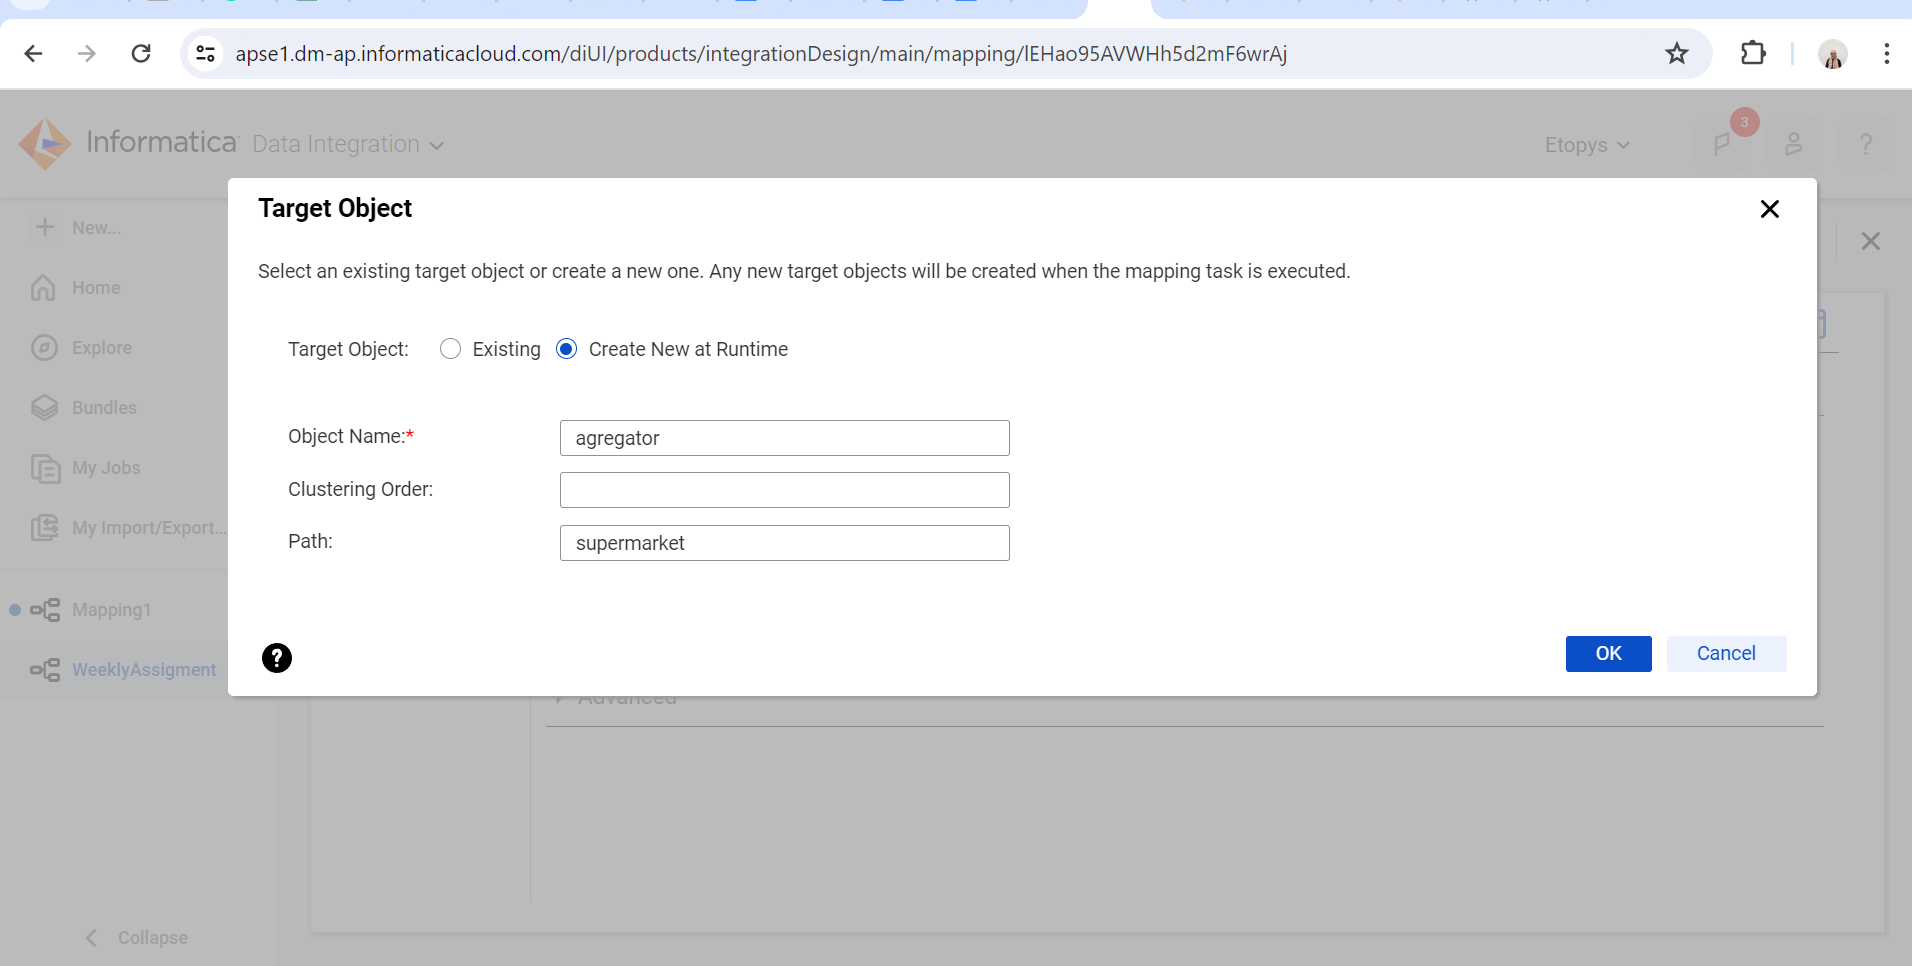 apse1.dm-ap.informaticacloud.com/diUI/products/integrationDesign/main/mapping/lEHao95AVWHh5d2mF6wrAj
Informatica Data Integration
Etopys
3
?
Target Object
New...
Select an existing target object or create a new one. Any new target objects will be created when the mapping task is executed.
Home
Explore
Target Object: Existing Create New at Runtime
Bundles
Object Name:* agregator
My Jobs
Clustering Order:
My Import/Export...
Path: supermarket
Mapping1
WeeklyAssigment
?
OK Cancel
Advanced
Collapse